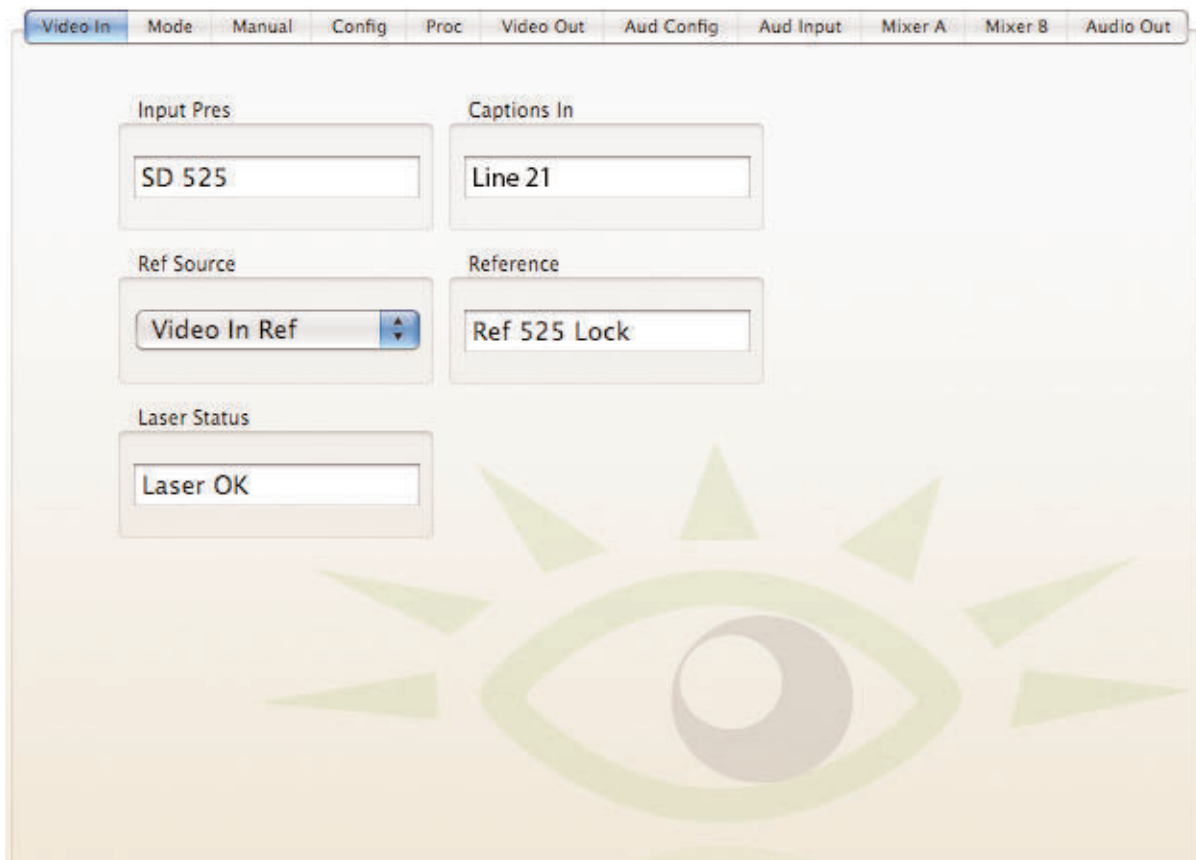 Video In Mode Manual Config Proc Video Out Aud Config Aud Input Mixer A Mixer B Audio Out
Input Pres Captions In
SD 525 Line 21
Ref Source Reference
Video In Ref Ref 525 Lock
Laser Status
Laser OK